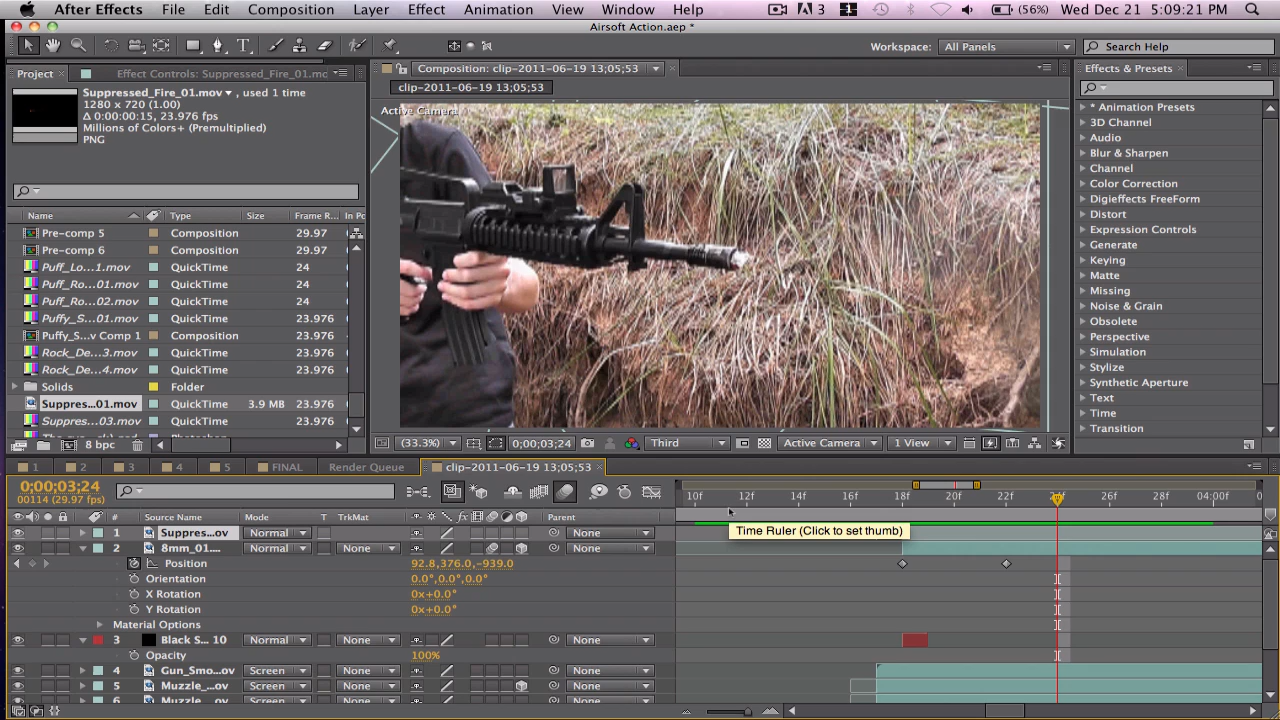 After Effects File Edit Composition Layer Effect Animation View Window Help 3 1 (56%) Wed Dec 21 5:09:21 PM
Airsoft Action.aep *
Workspace: All Panels Search Help
Project Effect Controls: Suppressed_Fire_01.mc
Composition: clip-2011-06-19 13;05;53
Effects & Presets
clip-2011-06-19 13;05;53
Suppressed_Fire_01.mov , used 1 time
1280 x 720 (1.00)
Δ 0:00:00:15, 23.976 fps
Millions of Colors+ (Premultiplied)
PNG
Active Camera
Name Type Size Frame R... In Po
Pre-comp 5 Composition 29.97
Pre-comp 6 Composition 29.97
Puff_Lo...1.mov QuickTime 24
Puff_Ro...01.mov QuickTime 24
Puff_Ro...02.mov QuickTime 24
Puffy_S...01.mov QuickTime 23.976
Puffy_S...v Comp 1 Composition 23.976
Rock_De...3.mov QuickTime 23.976
Rock_De...4.mov QuickTime 23.976
Solids Folder
Suppres...01.mov QuickTime 3.9 MB 23.976
Suppres...03.mov QuickTime 23.976
8 bpc
(33.3%) 0;00;03;24 Third Active Camera 1 View
* Animation Presets
3D Channel
Audio
Blur & Sharpen
Channel
Color Correction
Digieffects FreeForm
Distort
Expression Controls
Generate
Keying
Matte
Missing
Noise & Grain
Obsolete
Perspective
Simulation
Stylize
Synthetic Aperture
Text
Time
Transition
1 2 3 4 5 FINAL Render Queue clip-2011-06-19 13;05;53
0;00;03;24
00114 (29.97 fps)
10f 12f 14f 16f 18f 20f 22f 24f 26f 28f 04:00f
# Source Name Mode T TrkMat Parent
Time Ruler (Click to set thumb)
1 Suppres...ov Normal None
2 8mm_01.... Normal None None
Position 92.8,376.0,-939.0
Orientation 0.0°,0.0°,0.0°
X Rotation 0x+0.0°
Y Rotation 0x+0.0°
Material Options
3 Black S... 10 Normal None None
Opacity 100%
4 Gun_Smo...ov Screen None None
5 Muzzle_...ov Screen None None